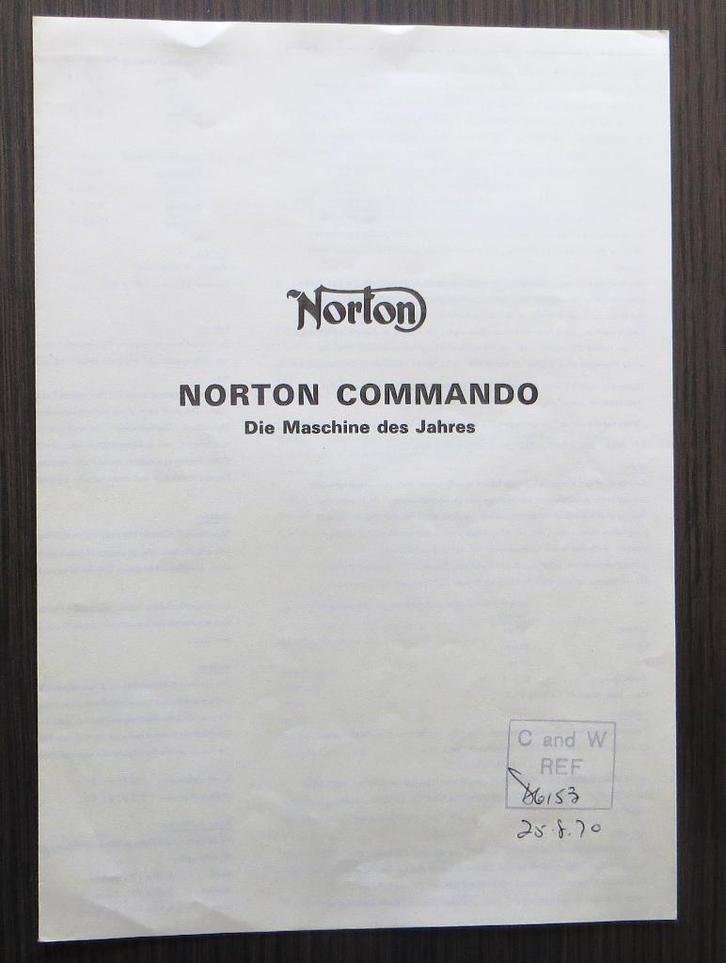 Norton
NORTON COMMANDO
Die Maschine des Jahres
C and W
REF
25.8.70